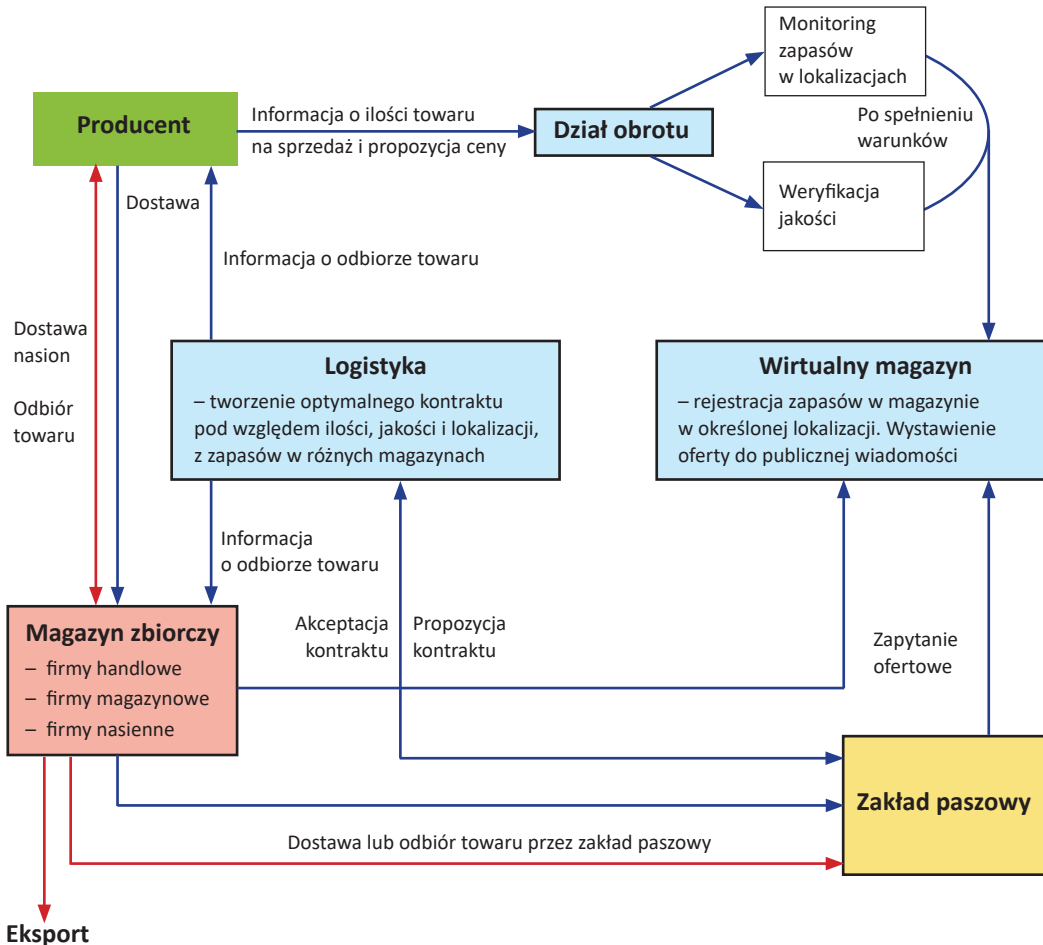 Monitoring
zapasów
w lokalizacjach
Producent
Informacja o ilości towaru
na sprzedaż i propozycja ceny
Dział obrotu
Po spełnieniu
warunków
Weryfikacja
jakości
Dostawa
Informacja o odbiorze towaru
Dostawa
nasion
Odbiór
towaru
Logistyka
– tworzenie optymalnego kontraktu
pod względem ilości, jakości i lokalizacji,
z zapasów w różnych magazynach
Wirtualny magazyn
– rejestracja zapasów w magazynie
w określonej lokalizacji. Wystawienie
oferty do publicznej wiadomości
Informacja
o odbiorze towaru
Magazyn zbiorczy
– firmy handlowe
– firmy magazynowe
– firmy nasienne
Akceptacja
kontraktu
Propozycja
kontraktu
Zapytanie
ofertowe
Zakład paszowy
Dostawa lub odbiór towaru przez zakład paszowy
Eksport